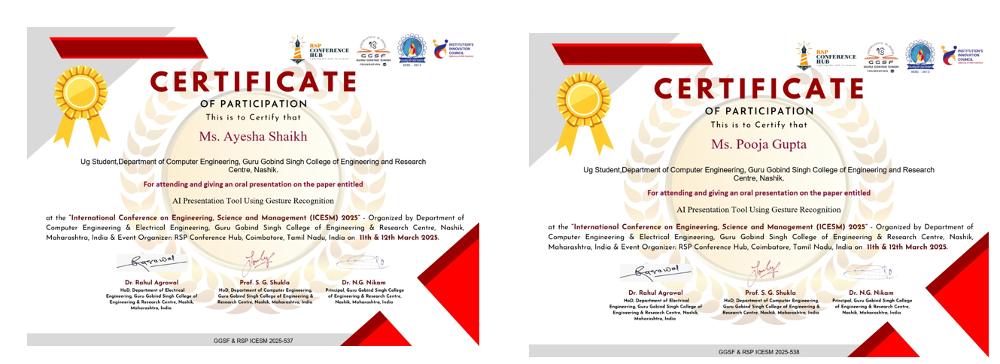 RSP
CONFERENCE
HUB
GGSF
GURU GOBIND SINGH
FOUNDATION
ESTD. - 2013
INSTITUTION'S
INNOVATION
COUNCIL
CERTIFICATE
OF PARTICIPATION
This is to Certify that
Ms. Ayesha Shaikh
Ug Student,Department of Computer Engineering, Guru Gobind Singh College of Engineering and Research
Centre, Nashik.
For attending and giving an oral presentation on the paper entitled
AI Presentation Tool Using Gesture Recognition
at the "International Conference on Engineering, Science and Management (ICESM) 2025" - Organized by Department of
Computer Engineering & Electrical Engineering, Guru Gobind Singh College of Engineering & Research Centre, Nashik,
Maharashtra, India & Event Organizer: RSP Conference Hub, Coimbatore, Tamil Nadu, India on 11th & 12th March 2025.
Dr. Rahul Agrawal
HoD, Department of Electrical
Engineering, Guru Gobind Singh College of
Engineering & Research Centre, Nashik,
Maharashtra, India
Prof. S. G. Shukla
HoD, Department of Computer Engineering,
Guru Gobind Singh College of Engineering &
Research Centre, Nashik, Maharashtra, India
Dr. N.G. Nikam
Principal, Guru Gobind Singh College
of Engineering & Research Centre,
Nashik, Maharashtra, India
GGSF & RSP ICESM 2025-537
RSP
CONFERENCE
HUB
GGSF
GURU GOBIND SINGH
FOUNDATION
ESTD. - 2013
INSTITUTION'S
INNOVATION
COUNCIL
CERTIFICATE
OF PARTICIPATION
This is to Certify that
Ms. Pooja Gupta
Ug Student,Department of Computer Engineering, Guru Gobind Singh College of Engineering and Research
Centre, Nashik.
For attending and giving an oral presentation on the paper entitled
AI Presentation Tool Using Gesture Recognition
at the "International Conference on Engineering, Science and Management (ICESM) 2025" - Organized by Department of
Computer Engineering & Electrical Engineering, Guru Gobind Singh College of Engineering & Research Centre, Nashik,
Maharashtra, India & Event Organizer: RSP Conference Hub, Coimbatore, Tamil Nadu, India on 11th & 12th March 2025.
Dr. Rahul Agrawal
HoD, Department of Electrical
Engineering, Guru Gobind Singh College of
Engineering & Research Centre, Nashik,
Maharashtra, India
Prof. S. G. Shukla
HoD, Department of Computer Engineering,
Guru Gobind Singh College of Engineering &
Research Centre, Nashik, Maharashtra, India
Dr. N.G. Nikam
Principal, Guru Gobind Singh College
of Engineering & Research Centre,
Nashik, Maharashtra, India
GGSF & RSP ICESM 2025-538